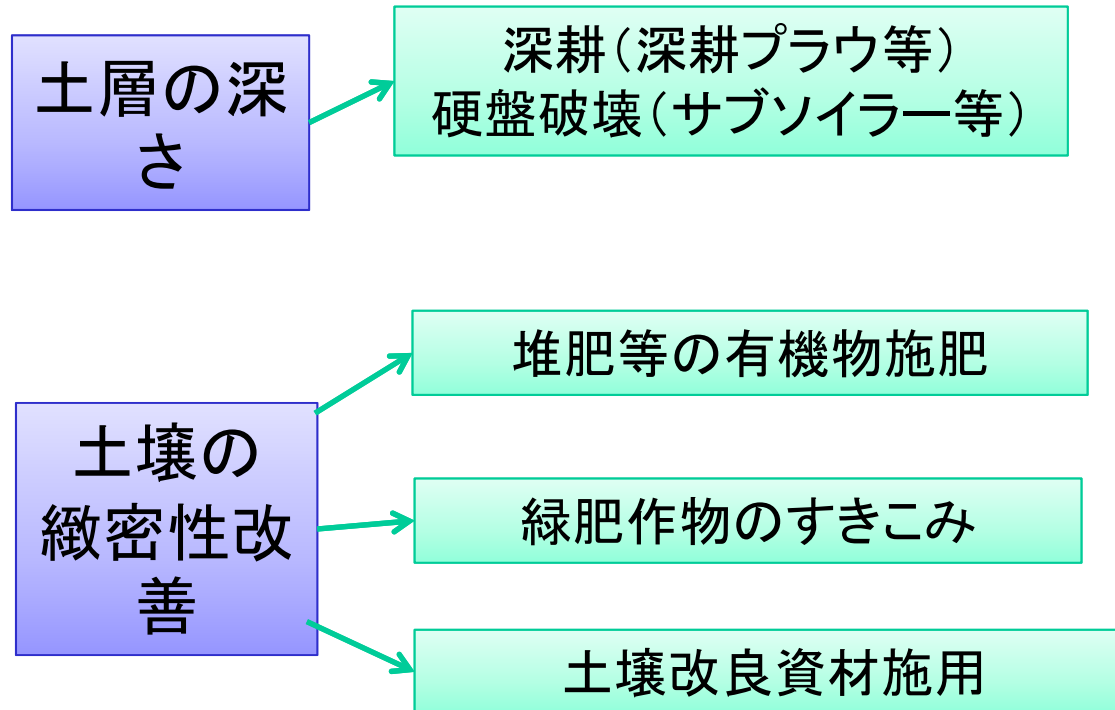 土層の深
さ
深耕（深耕プラウ等）
硬盤破壊（サブソイラー等）
土壌の
緻密性改
善
堆肥等の有機物施肥
緑肥作物のすきこみ
土壌改良資材施用